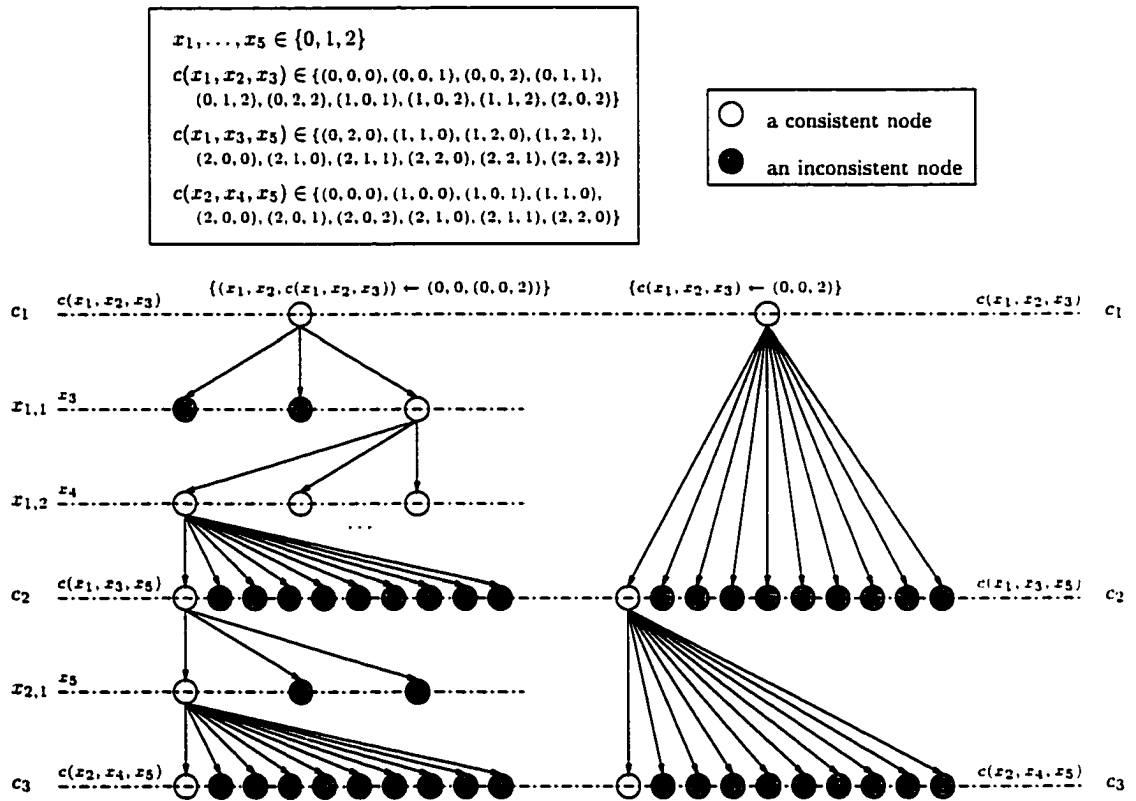 x₁, . . . , x₅ ∈ {0, 1, 2}
c(x₁, x₂, x₃) ∈ {(0, 0, 0), (0, 0, 1), (0, 0, 2), (0, 1, 1),
(0, 1, 2), (0, 2, 2), (1, 0, 1), (1, 0, 2), (1, 1, 2), (2, 0, 2)}
c(x₁, x₃, x₅) ∈ {(0, 2, 0), (1, 1, 0), (1, 2, 0), (1, 2, 1),
(2, 0, 0), (2, 1, 0), (2, 1, 1), (2, 2, 0), (2, 2, 1), (2, 2, 2)}
c(x₂, x₄, x₅) ∈ {(0, 0, 0), (1, 0, 0), (1, 0, 1), (1, 1, 0),
(2, 0, 0), (2, 0, 1), (2, 0, 2), (2, 1, 0), (2, 1, 1), (2, 2, 0)}
a consistent node
an inconsistent node
{(x₁, x₂, c(x₁, x₂, x₃)) ← (0, 0, (0, 0, 2))}
{c(x₁, x₂, x₃) ← (0, 0, 2)}
c₁ c(x₁, x₂, x₃)
c(x₁, x₂, x₃) c₁
x₁,₁ x₃
x₁,₂ x₄
. . .
c₂ c(x₁, x₃, x₅)
c(x₁, x₃, x₅) c₂
x₂,₁ x₅
c₃ c(x₂, x₄, x₅)
c(x₂, x₄, x₅) c₃